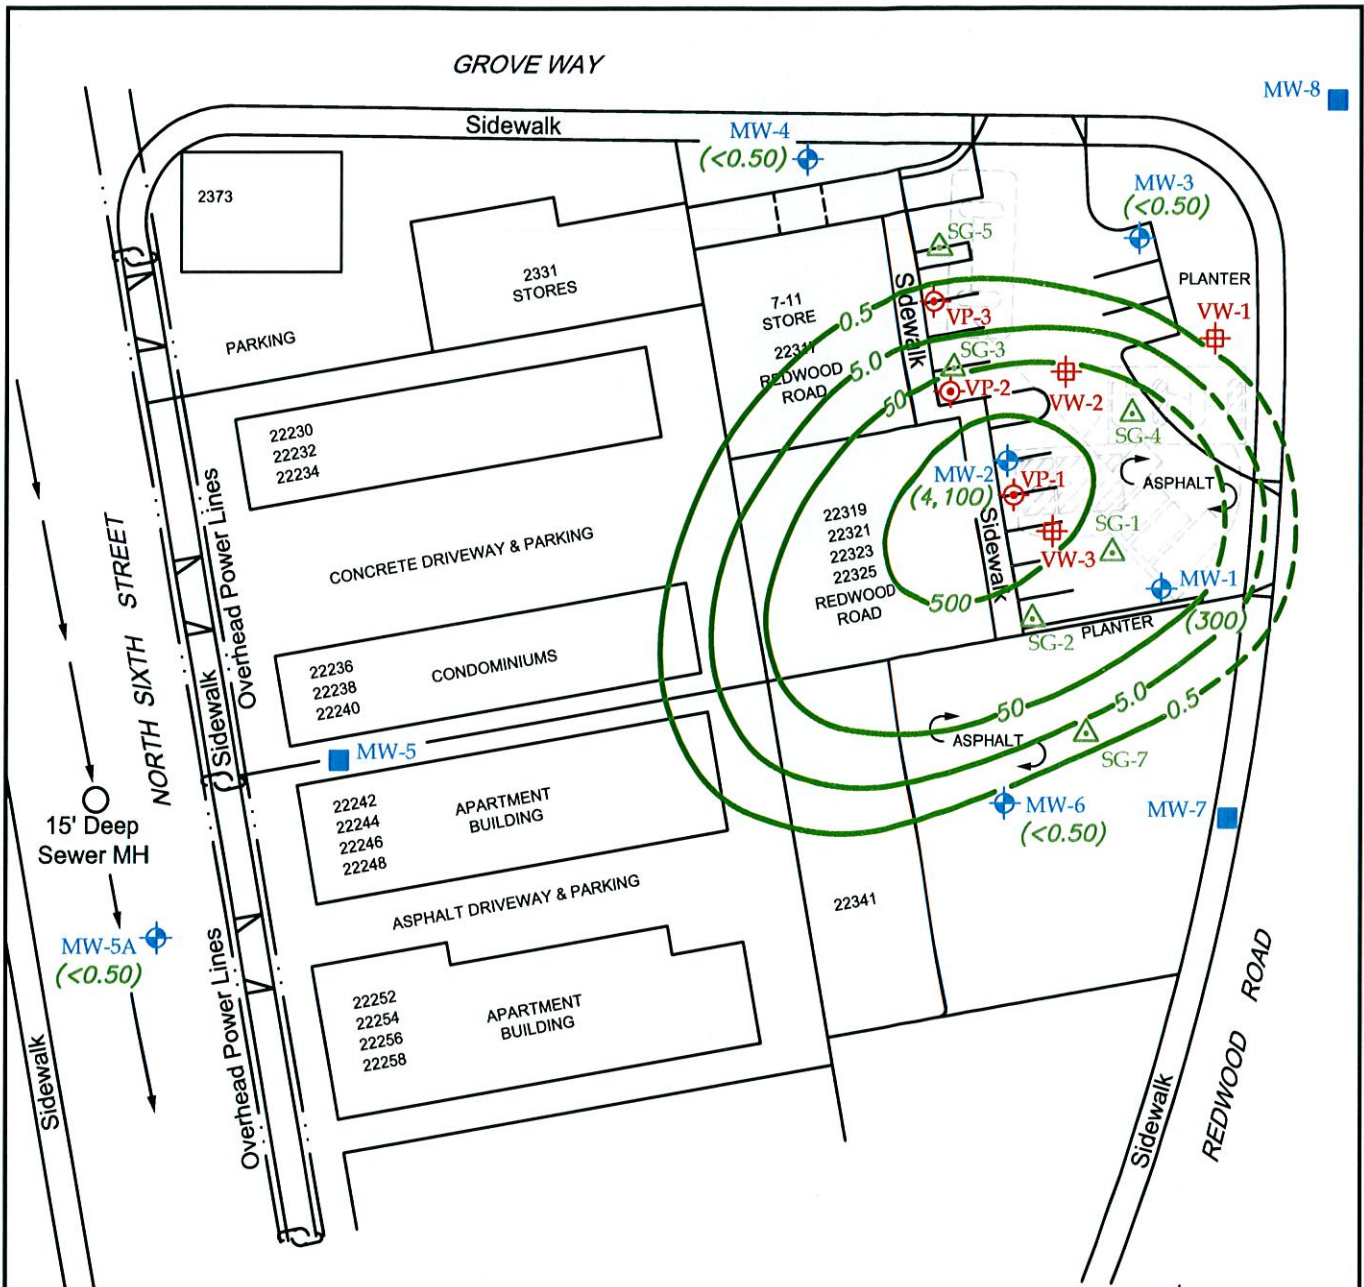 GROVE WAY
MW-8
Sidewalk
MW-4
(<0.50)
2373
MW-3
(<0.50)
SG-5
2331
STORES
PLANTER
Sidewalk
7-11
STORE
22317
REDWOOD
ROAD
0.5
VP-3
VW-1
PARKING
5.0
SG-3
50
VP-2
VW-2
SG-4
22230
22232
22234
MW-2
(4,100)
VP-1
ASPHALT
Overhead Power Lines
NORTH SIXTH STREET
CONCRETE DRIVEWAY & PARKING
22319
22321
22323
22325
REDWOOD
ROAD
Sidewalk
SG-1
VW-3
500
MW-1
(300)
PLANTER
SG-2
22236
22238
22240
CONDOMINIUMS
Sidewalk
50
5.0
0.5
ASPHALT
SG-7
MW-5
15' Deep
Sewer MH
22242
22244
22246
22248
APARTMENT
BUILDING
MW-6
(<0.50)
MW-7
ASPHALT DRIVEWAY & PARKING
22341
MW-5A
(<0.50)
Overhead Power Lines
22252
22254
22256
22258
APARTMENT
BUILDING
Sidewalk
Sidewalk
REDWOOD ROAD